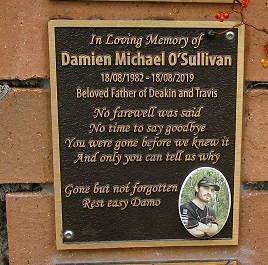 In Loving Memory of
Damien Michael O'Sullivan
18/08/1982 - 18/08/2019
Beloved Father of Deakin and Travis
No farewell was said
No time to say goodbye
You were gone before we knew it
And only you can tell us why
Gone but not forgotten
Rest easy Damo